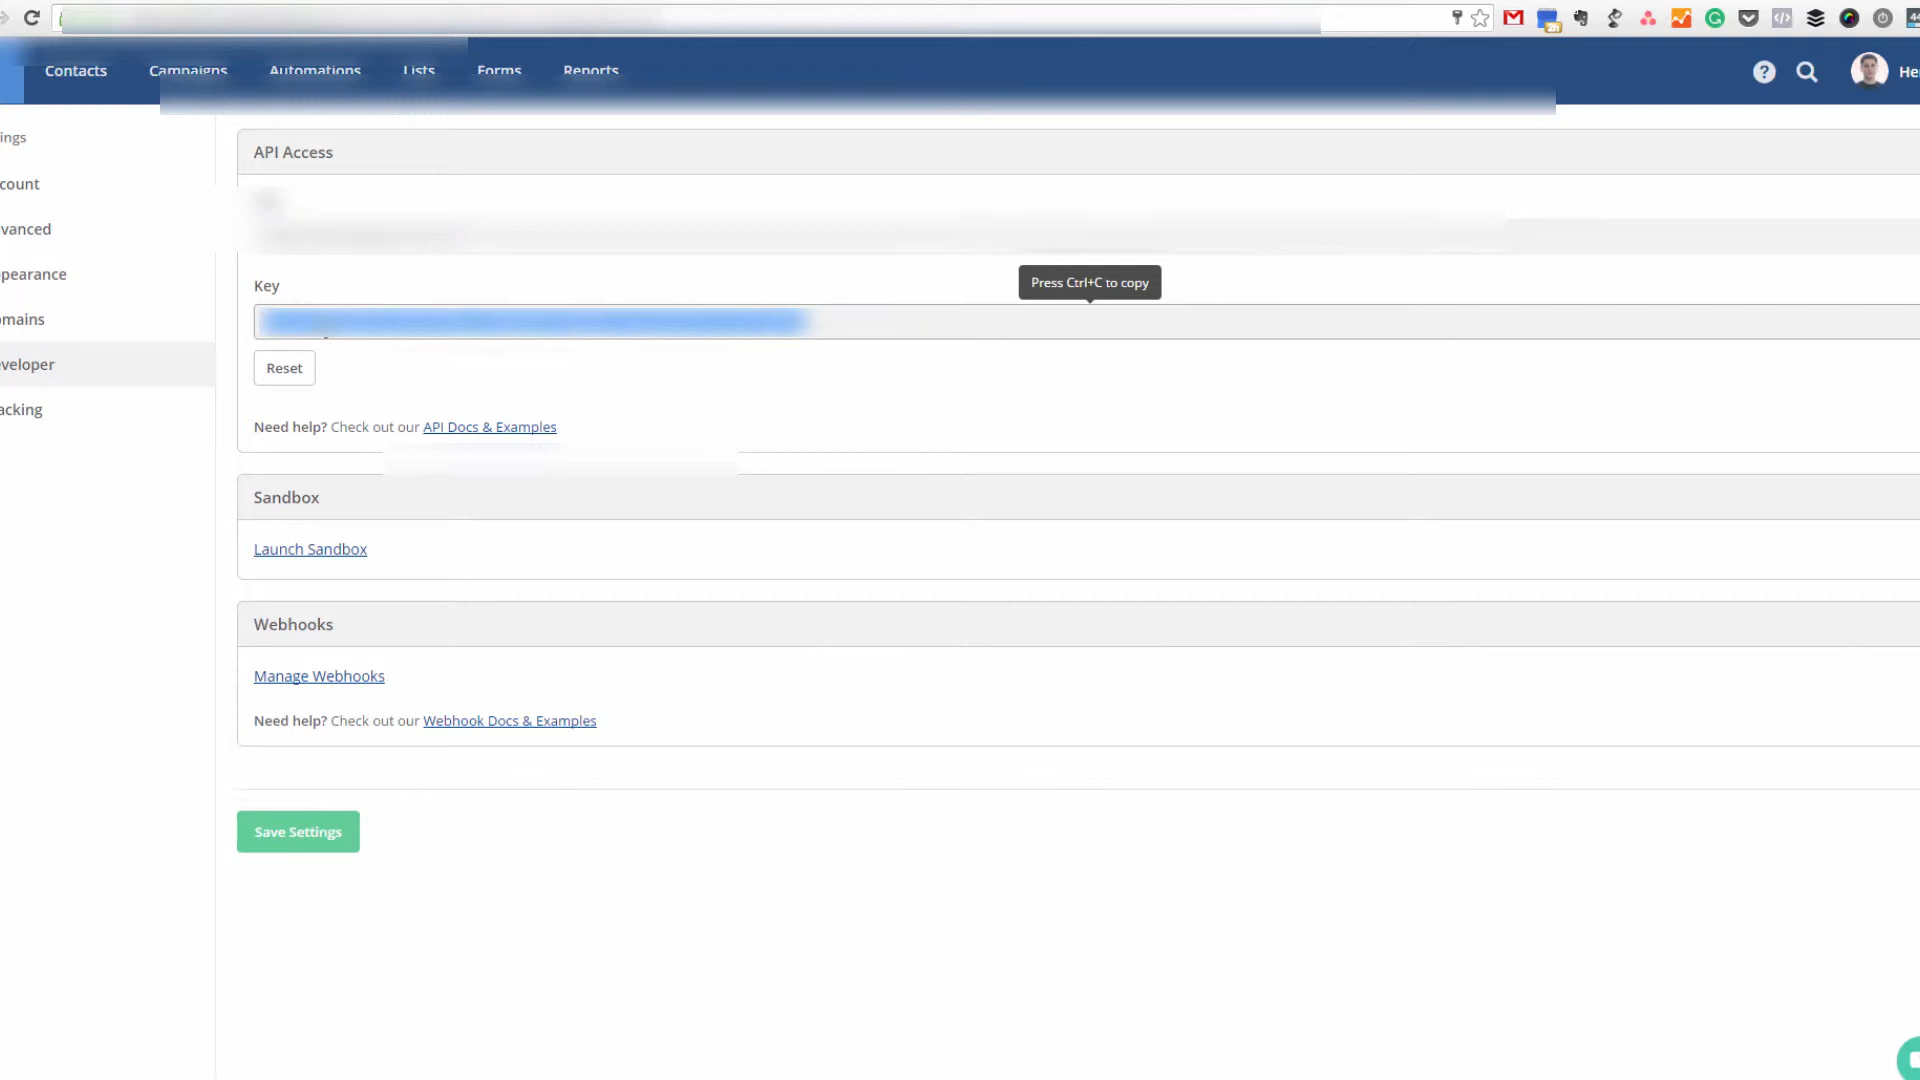 Contacts Campaigns Automations Lists Forms Reports
He
ings
count
vanced
pearance
mains
veloper
acking
API Access
Key
Press Ctrl+C to copy
Reset
Need help? Check out our API Docs & Examples
Sandbox
Launch Sandbox
Webhooks
Manage Webhooks
Need help? Check out our Webhook Docs & Examples
Save Settings